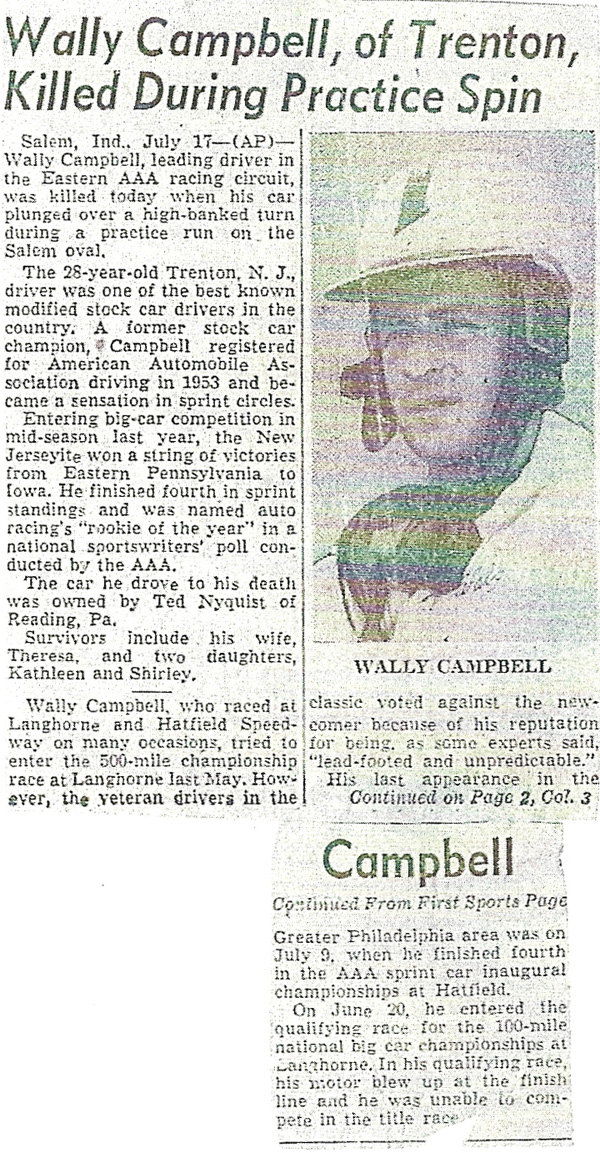 Wally Campbell, of Trenton,
Killed During Practice Spin
Salem, Ind., July 17—(AP)—
Wally Campbell, leading driver in
the Eastern AAA racing circuit,
was killed today when his car
plunged over a high-banked turn
during a practice run on the
Salem oval.
The 28-year-old Trenton, N. J.,
driver was one of the best known
modified stock car drivers in the
country. A former stock car
champion, Campbell registered
for American Automobile As-
sociation driving in 1953 and be-
came a sensation in sprint circles.
Entering big-car competition in
mid-season last year, the New
Jerseyite won a string of victories
from Eastern Pennsylvania to
Iowa. He finished fourth in sprint
standings and was named auto
racing's "rookie of the year" in a
national sportswriters' poll con-
ducted by the AAA.
The car he drove to his death
was owned by Ted Nyquist of
Reading, Pa.
Survivors include his wife,
Theresa, and two daughters,
Kathleen and Shirley.
Wally Campbell, who raced at
Langhorne and Hatfield Speed-
way on many occasions, tried to
enter the 500-mile championship
race at Langhorne last May. How-
ever, the veteran drivers in the
WALLY CAMPBELL
classic voted against the new-
comer because of his reputation
for being, as some experts said,
"lead-footed and unpredictable."
His last appearance in the
Continued on Page 2, Col. 3
Campbell
Continued From First Sports Page
Greater Philadelphia area was on
July 9, when he finished fourth
in the AAA sprint car inaugural
championships at Hatfield.
On June 20, he entered the
qualifying race for the 100-mile
national big car championships at
Langhorne. In his qualifying race,
his motor blew up at the finish
line and he was unable to com-
pete in the title race